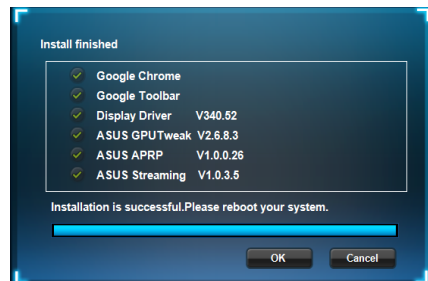 Install finished
Google Chrome
Google Toolbar
Display Driver V340.52
ASUS GPUTweak V2.6.8.3
ASUS APRP V1.0.0.26
ASUS Streaming V1.0.3.5
Installation is successful.Please reboot your system.
OK Cancel